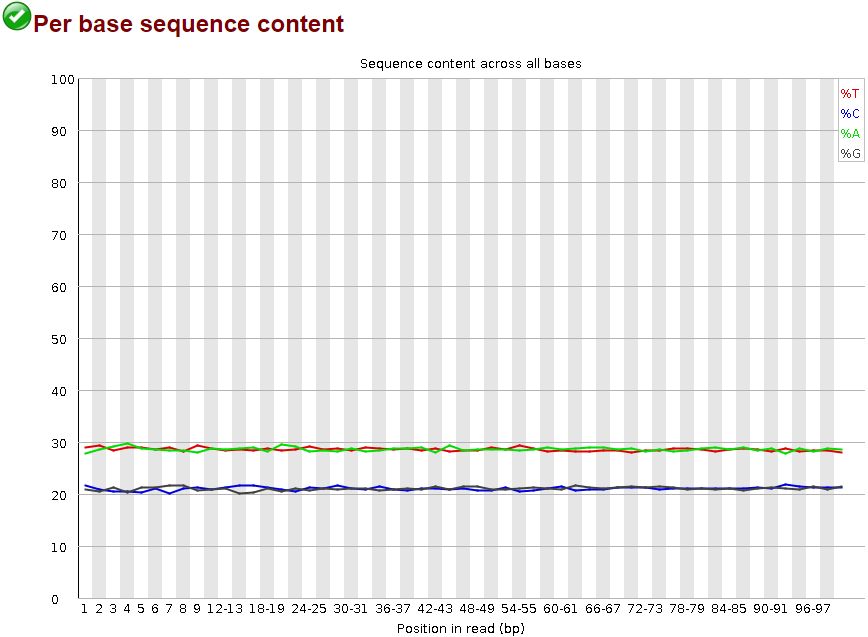 Per base sequence content
Sequence content across all bases
100
90
80
70
60
50
40
30
20
10
0
%T
%C
%A
%G
1 2 3 4 5 6 7 8 9 12-13 18-19 24-25 30-31 36-37 42-43 48-49 54-55 60-61 66-67 72-73 78-79 84-85 90-91 96-97
Position in read (bp)